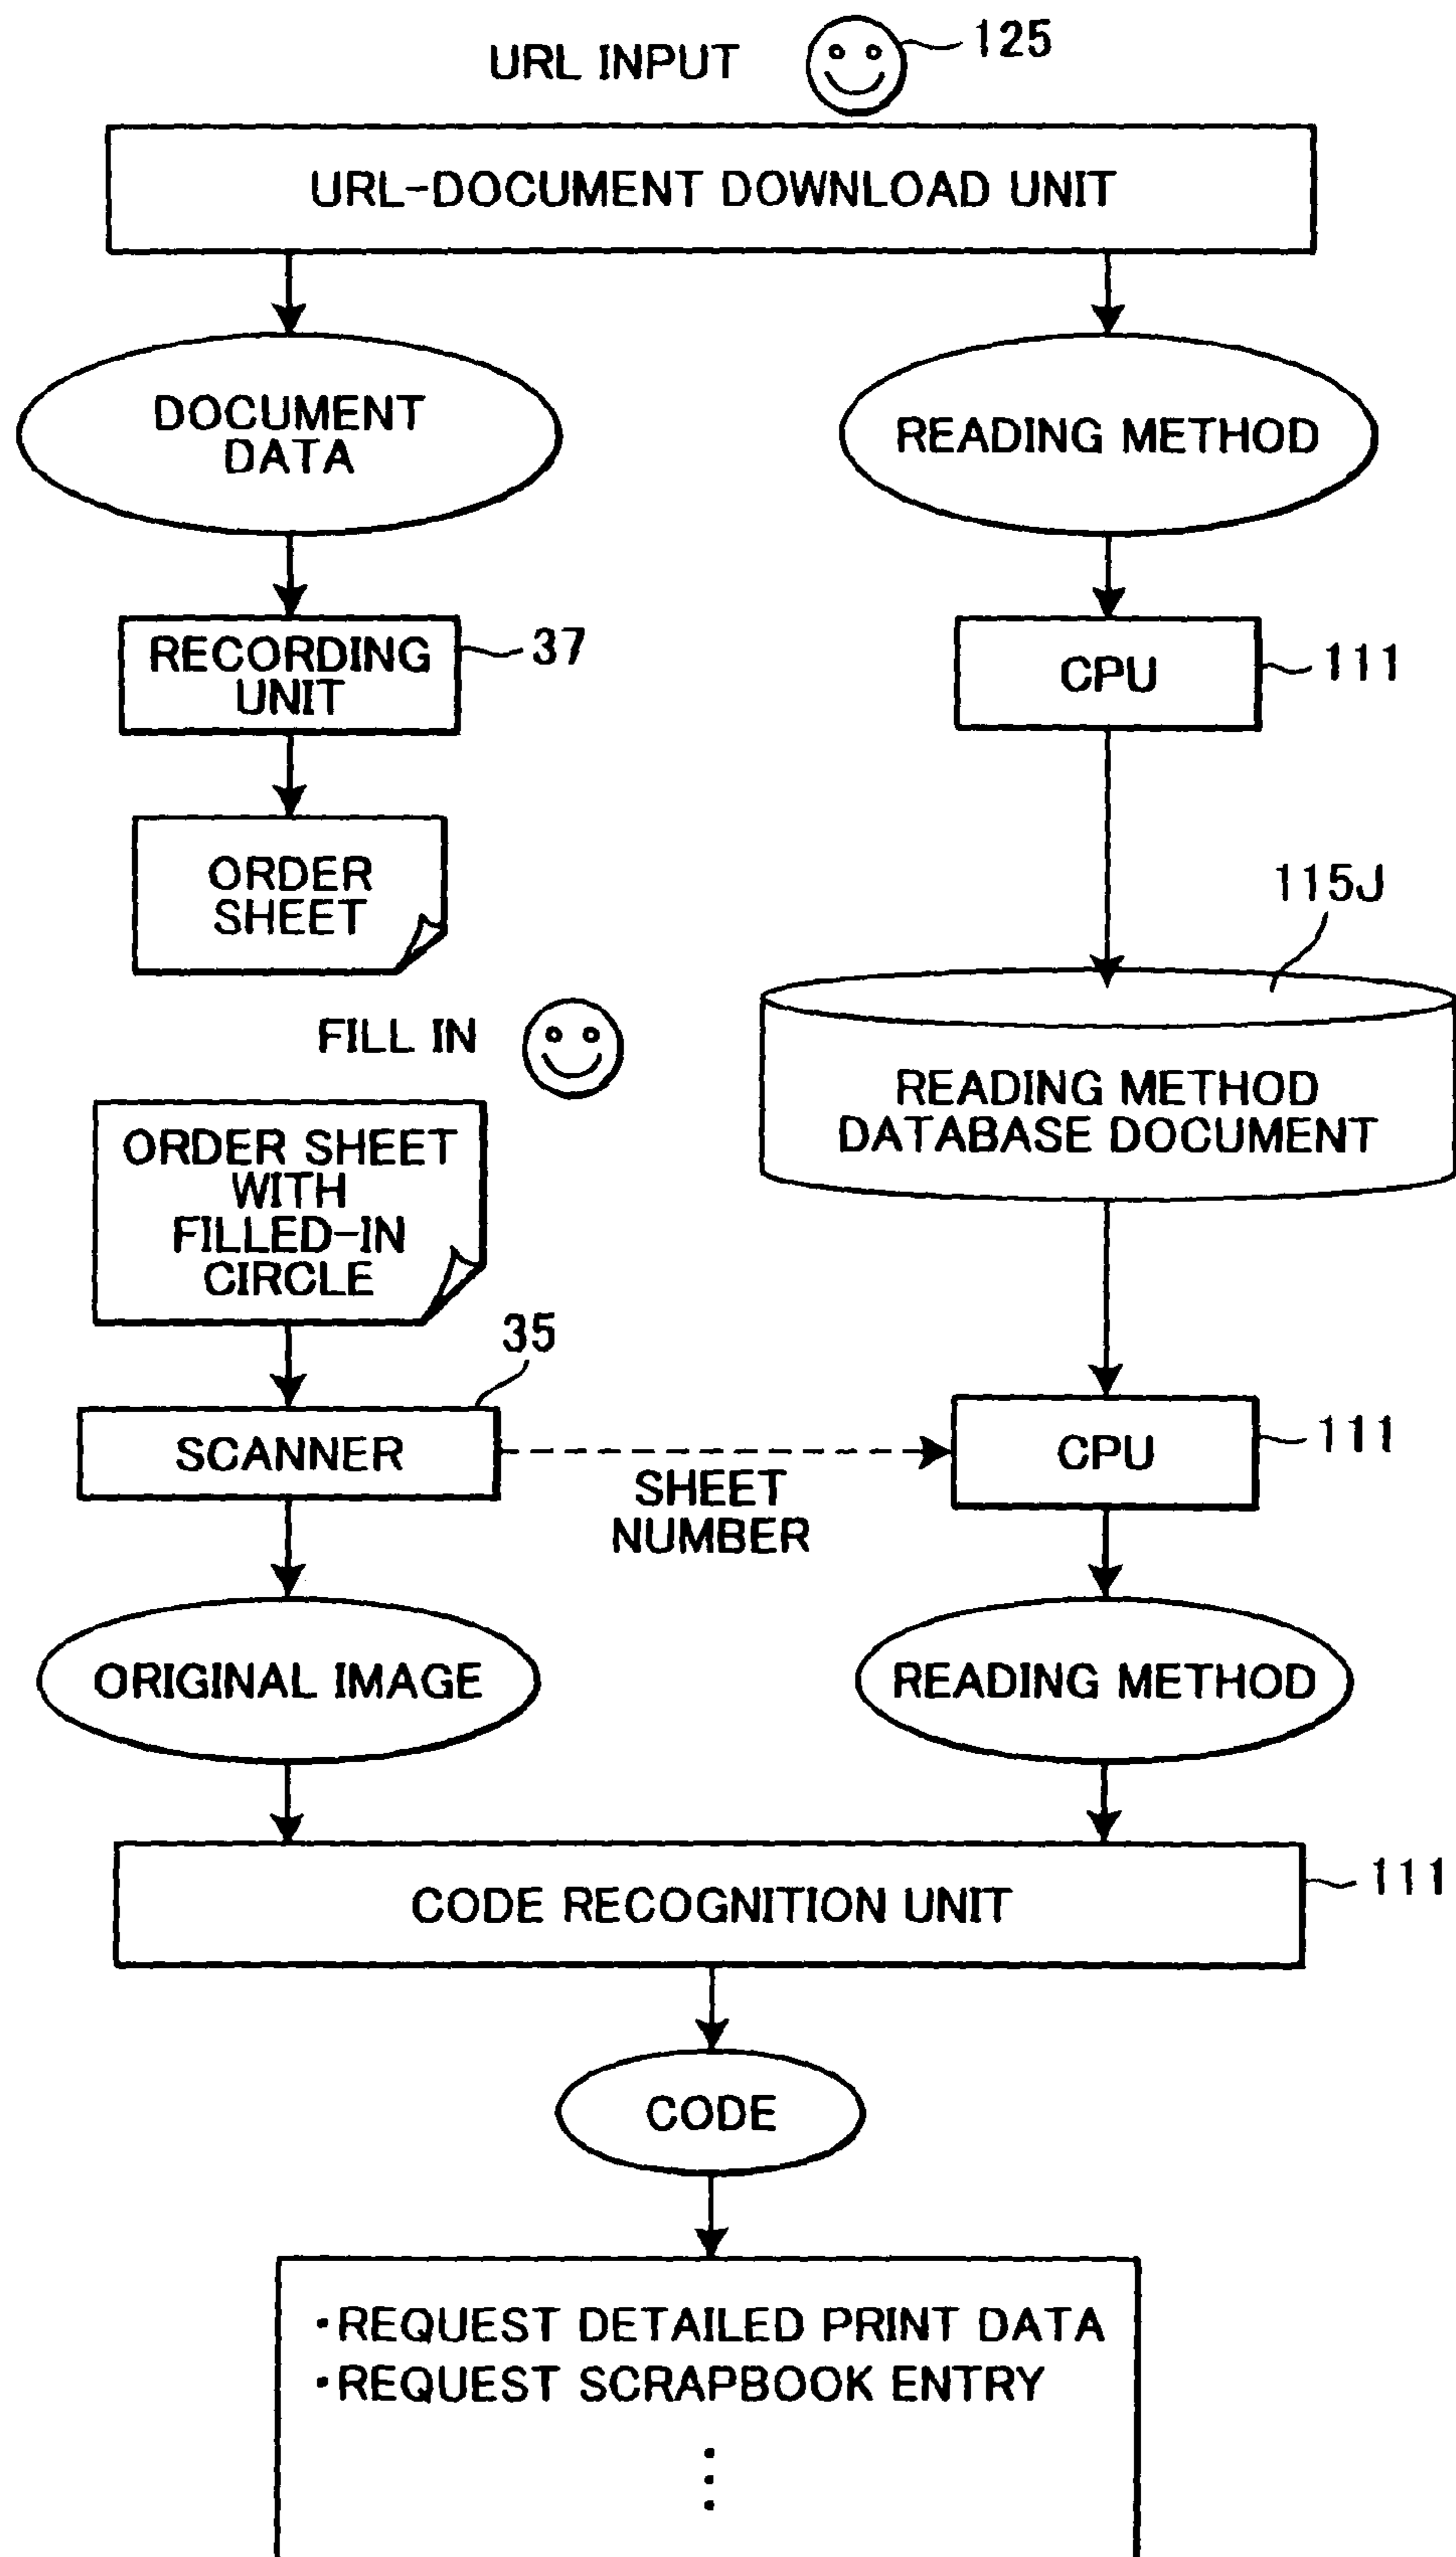 URL INPUT
125
URL-DOCUMENT DOWNLOAD UNIT
DOCUMENT
DATA
READING METHOD
RECORDING
UNIT
37
CPU
111
ORDER
SHEET
115J
FILL IN
READING METHOD
DATABASE DOCUMENT
ORDER SHEET
WITH
FILLED-IN
CIRCLE
35
SCANNER
SHEET
NUMBER
CPU
111
ORIGINAL IMAGE
READING METHOD
CODE RECOGNITION UNIT
111
CODE
・REQUEST DETAILED PRINT DATA
・REQUEST SCRAPBOOK ENTRY
⋮